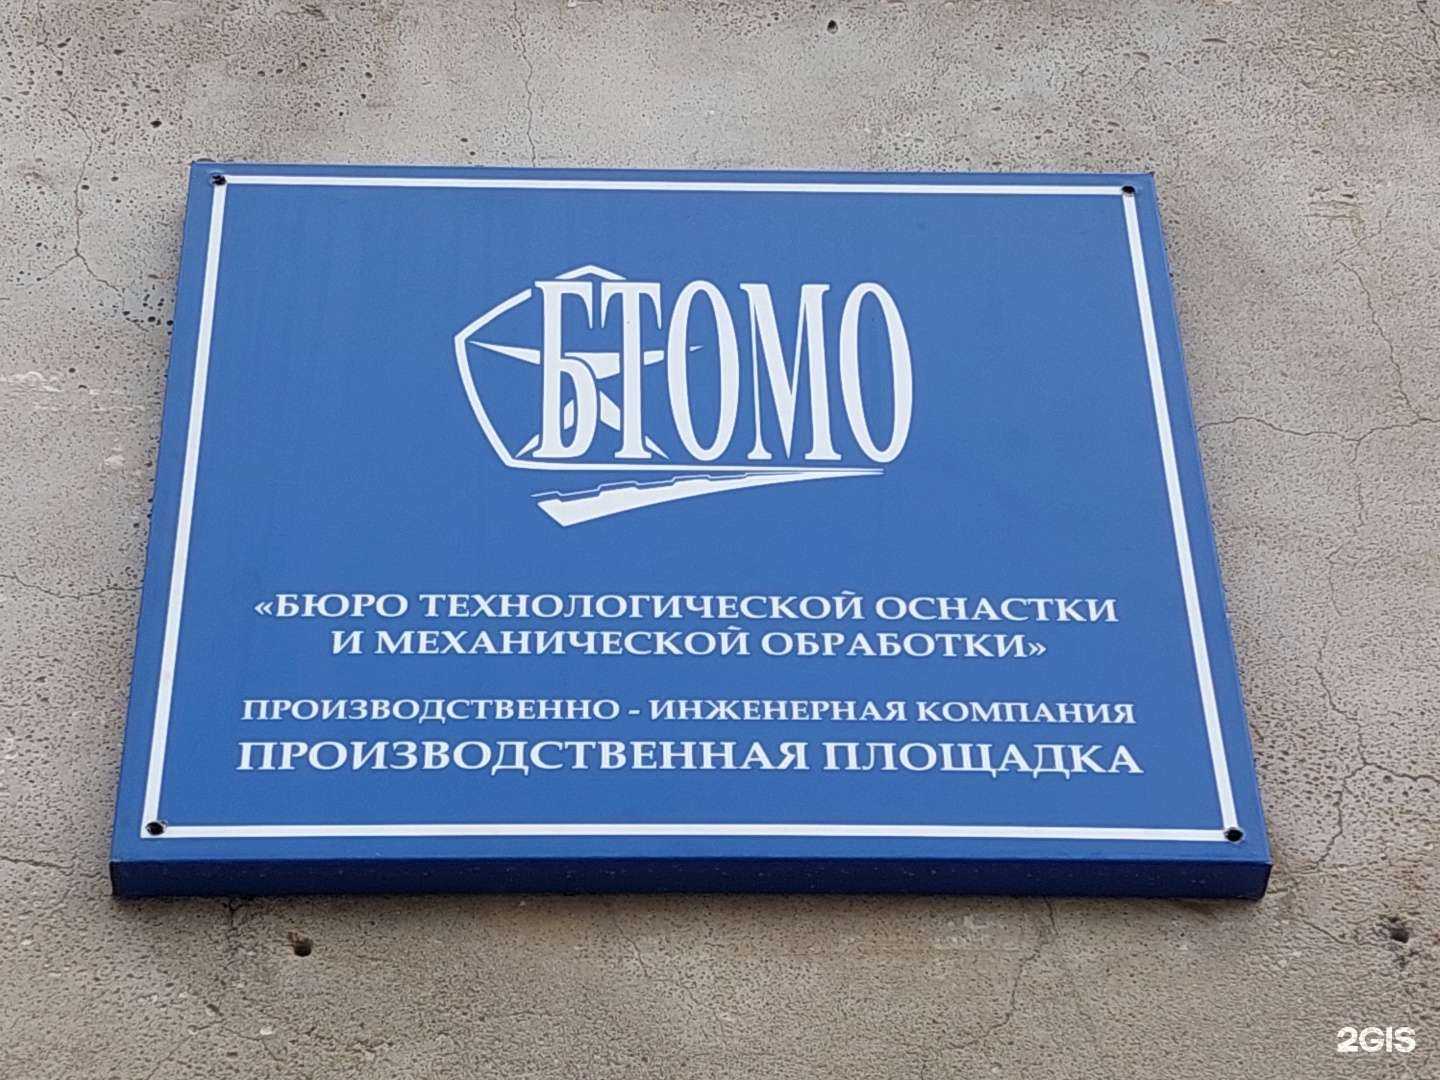 БТОМО
«БЮРО ТЕХНОЛОГИЧЕСКОЙ ОСНАСТКИ
И МЕХАНИЧЕСКОЙ ОБРАБОТКИ»
ПРОИЗВОДСТВЕННО - ИНЖЕНЕРНАЯ КОМПАНИЯ
ПРОИЗВОДСТВЕННАЯ ПЛОЩАДКА
2GIS